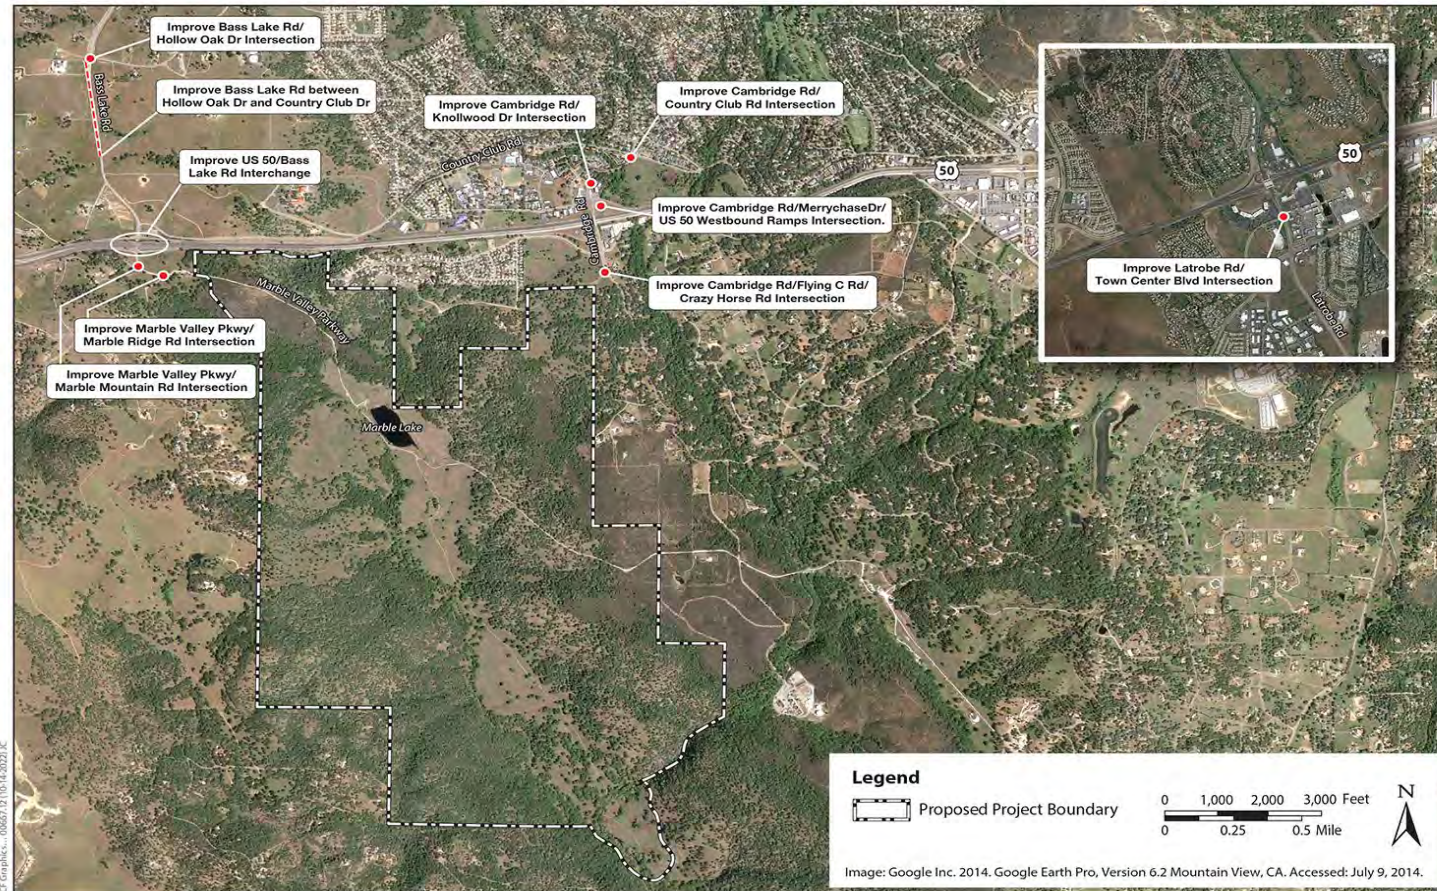 Improve Bass Lake Rd/
Hollow Oak Dr Intersection
Bass Lake Rd
Improve Bass Lake Rd between
Hollow Oak Dr and Country Club Dr
Improve US 50/Bass
Lake Rd Interchange
Improve Cambridge Rd/
Knollwood Dr Intersection
Improve Cambridge Rd/
Country Club Rd Intersection
Country Club Rd
50
Cambridge Rd
Improve Cambridge Rd/MerrychaseDr/
US 50 Westbound Ramps Intersection.
Improve Cambridge Rd/Flying C Rd/
Crazy Horse Rd Intersection
Marble Valley Parkway
Improve Marble Valley Pkwy/
Marble Ridge Rd Intersection
Improve Marble Valley Pkwy/
Marble Mountain Rd Intersection
Marble Lake
50
Improve Latrobe Rd/
Town Center Blvd Intersection
Latrobe Rd
Legend
Proposed Project Boundary
0 1,000 2,000 3,000 Feet
0 0.25 0.5 Mile
N
Image: Google Inc. 2014. Google Earth Pro, Version 6.2 Mountain View, CA. Accessed: July 9, 2014.
Graphics... 00667.12 (10-14-2022) JC